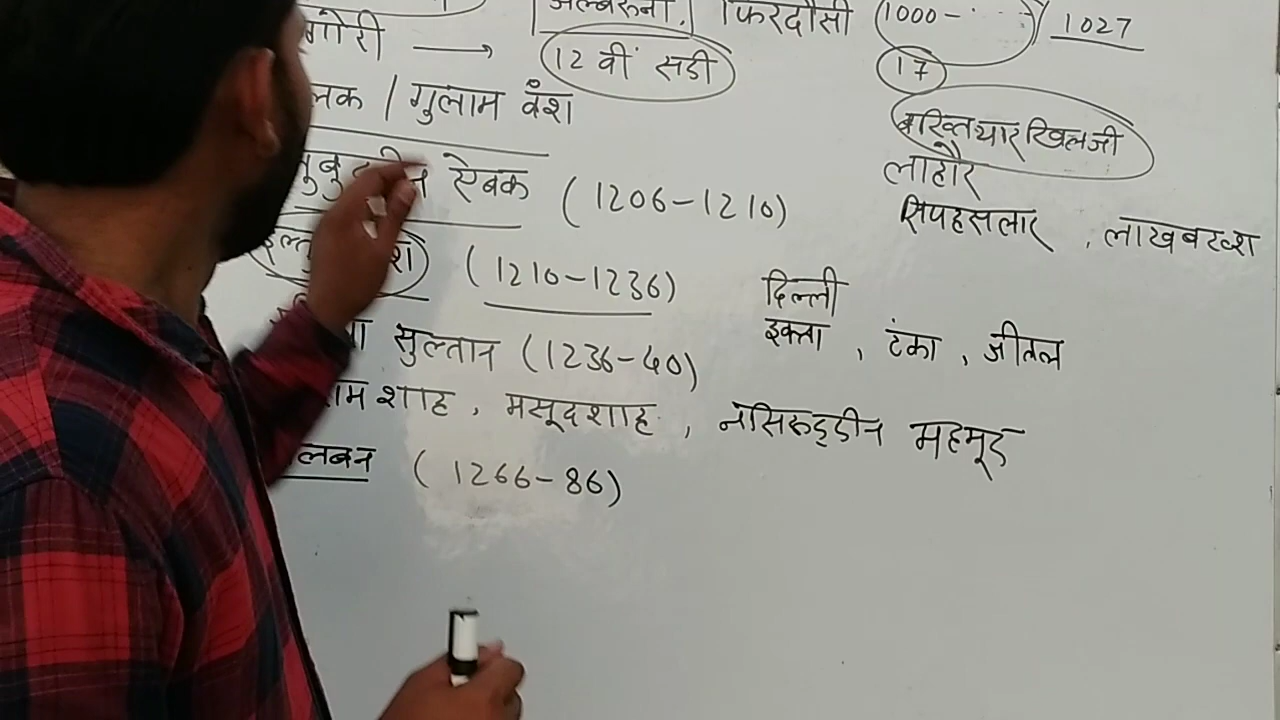 अल्बरूनी, फिरदौसी 1000- 1027
गोरी → 12 वीं सदी 17
लक / गुलाम वंश बख्तियार खिलजी
ऐबक (1206-1210) लाहौर
सिपहसलार , लाखबख्श
(1210-1236) दिल्ली
सुल्तान (1236-40) इक्ता , टंका , जीतल
म शाह , मसूदशाह , नसिरूद्दीन महमूद
लबन (1266-86)